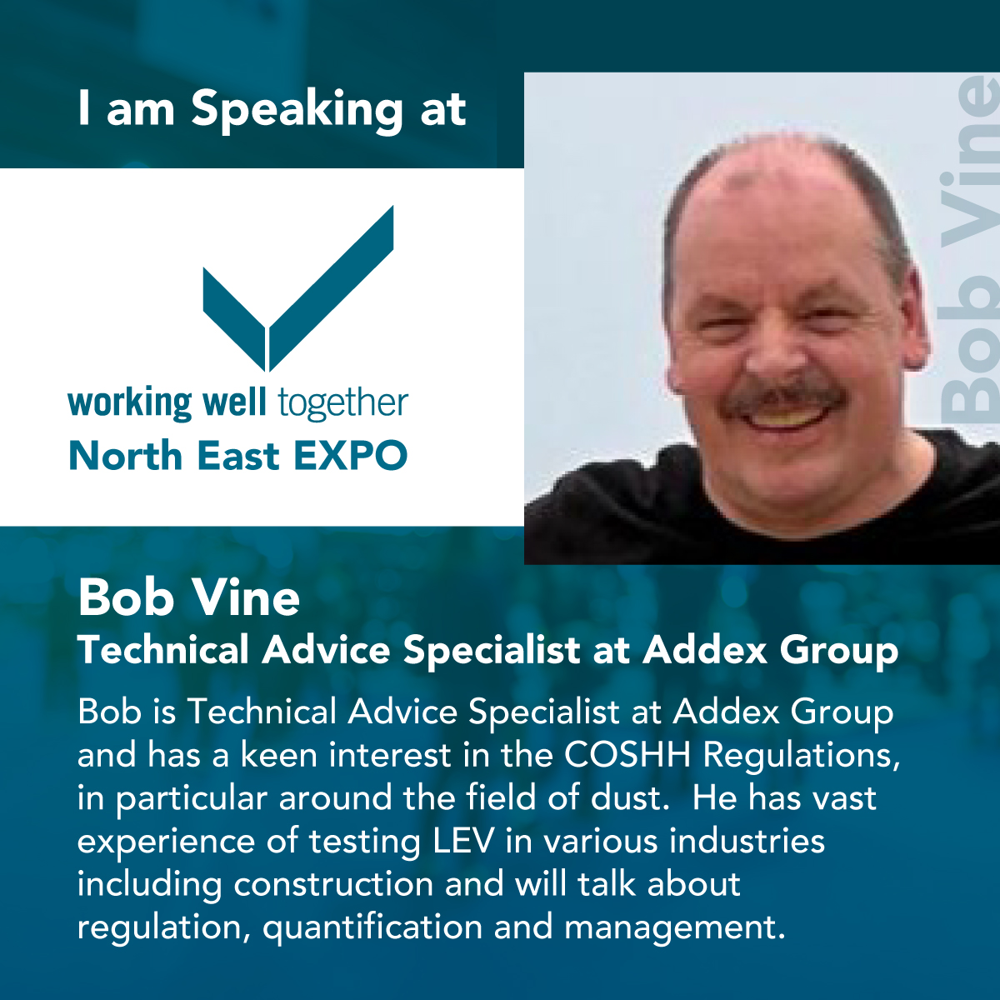 I am Speaking at
working well together
North East EXPO
Bob Vine
Bob Vine
Technical Advice Specialist at Addex Group
Bob is Technical Advice Specialist at Addex Group
and has a keen interest in the COSHH Regulations,
in particular around the field of dust.  He has vast
experience of testing LEV in various industries
including construction and will talk about
regulation, quantification and management.